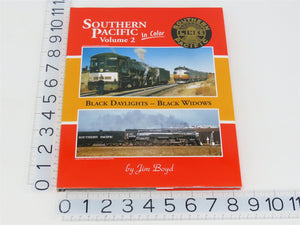 SOUTHERN
PACIFIC In Color
Volume 2
SOUTHERN
LINES
PACIFIC
BLACK DAYLIGHTS – BLACK WIDOWS
SOUTHERN PACIFIC
by Jim Boyd
0 1 2 3 4 5 6 7 8 9 10 11 12 13
0 1 2 3 4 5 6 7 8 9 10 11